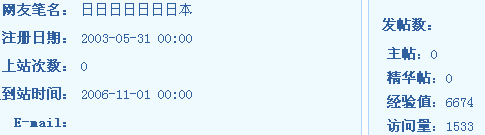 网友笔名： 日日日日日日日本
注册日期： 2003-05-31 00:00
上站次数： 0
到站时间： 2006-11-01 00:00
E-mail：
发帖数：
主帖：0
精华帖：0
经验值：6674
访问量：1533